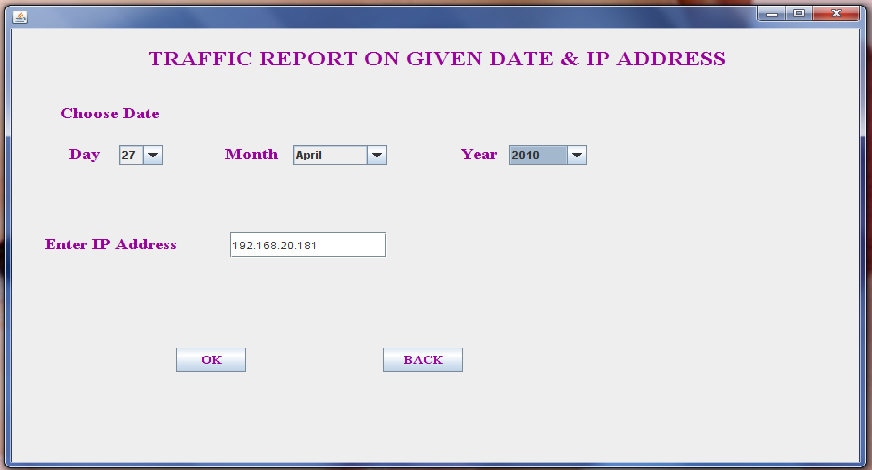 TRAFFIC REPORT ON GIVEN DATE & IP ADDRESS
Choose Date
Day 27 Month April Year 2010
Enter IP Address 192.168.20.181
OK BACK